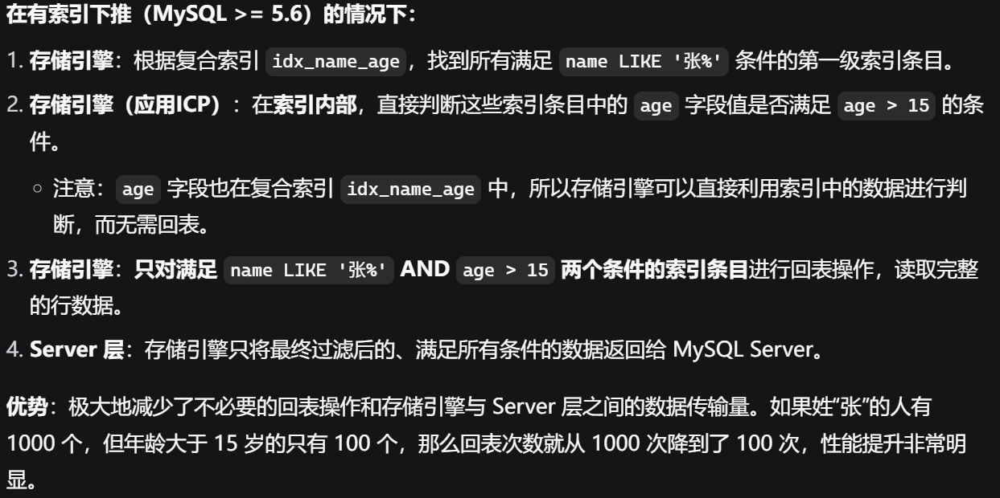 在有索引下推（MySQL >= 5.6）的情况下：
1. 存储引擎：根据复合索引 idx_name_age，找到所有满足 name LIKE '张%' 条件的第一级索引条目。
2. 存储引擎（应用ICP）：在索引内部，直接判断这些索引条目中的 age 字段值是否满足 age > 15 的条
件。
○ 注意：age 字段也在复合索引 idx_name_age 中，所以存储引擎可以直接利用索引中的数据进行判
断，而无需回表。
3. 存储引擎：只对满足 name LIKE '张%' AND age > 15 两个条件的索引条目进行回表操作，读取完整
的行数据。
4. Server 层：存储引擎只将最终过滤后的、满足所有条件的数据返回给 MySQL Server。
优势：极大地减少了不必要的回表操作和存储引擎与 Server 层之间的数据传输量。如果姓“张”的人有
1000 个，但年龄大于 15 岁的只有 100 个，那么回表次数就从 1000 次降到了 100 次，性能提升非常明
显。